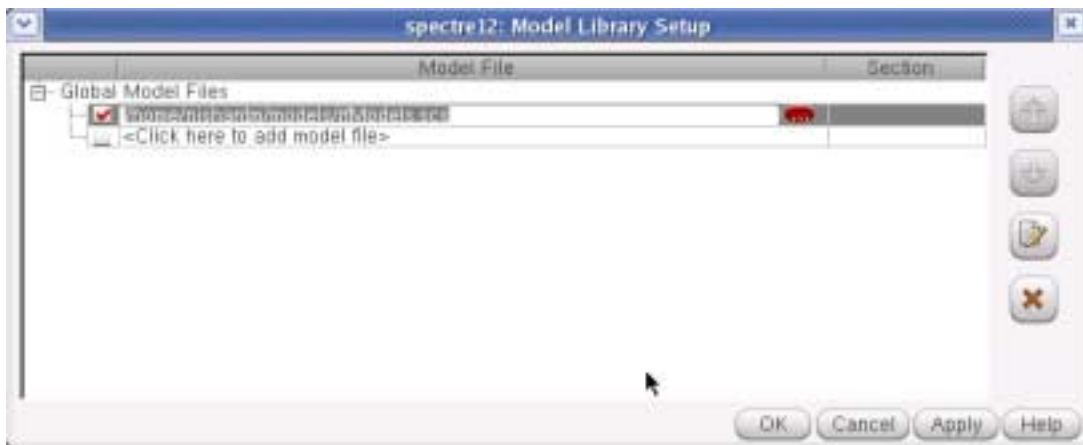 spectre12: Model Library Setup
Model File Section
Global Model Files
<Click here to add model file>
OK Cancel Apply Help